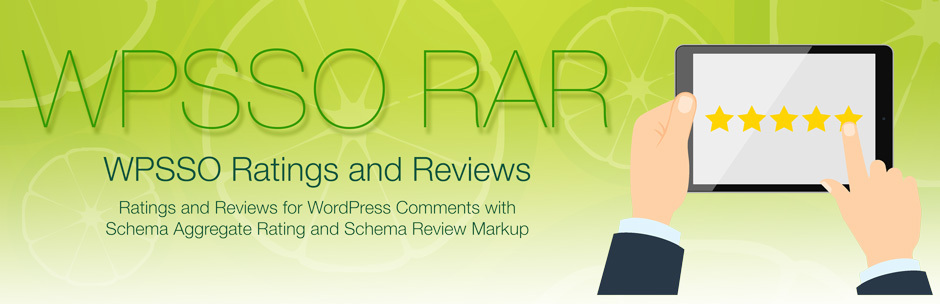 WPSSO RAR
WPSSO Ratings and Reviews
Ratings and Reviews for WordPress Comments with
Schema Aggregate Rating and Schema Review Markup